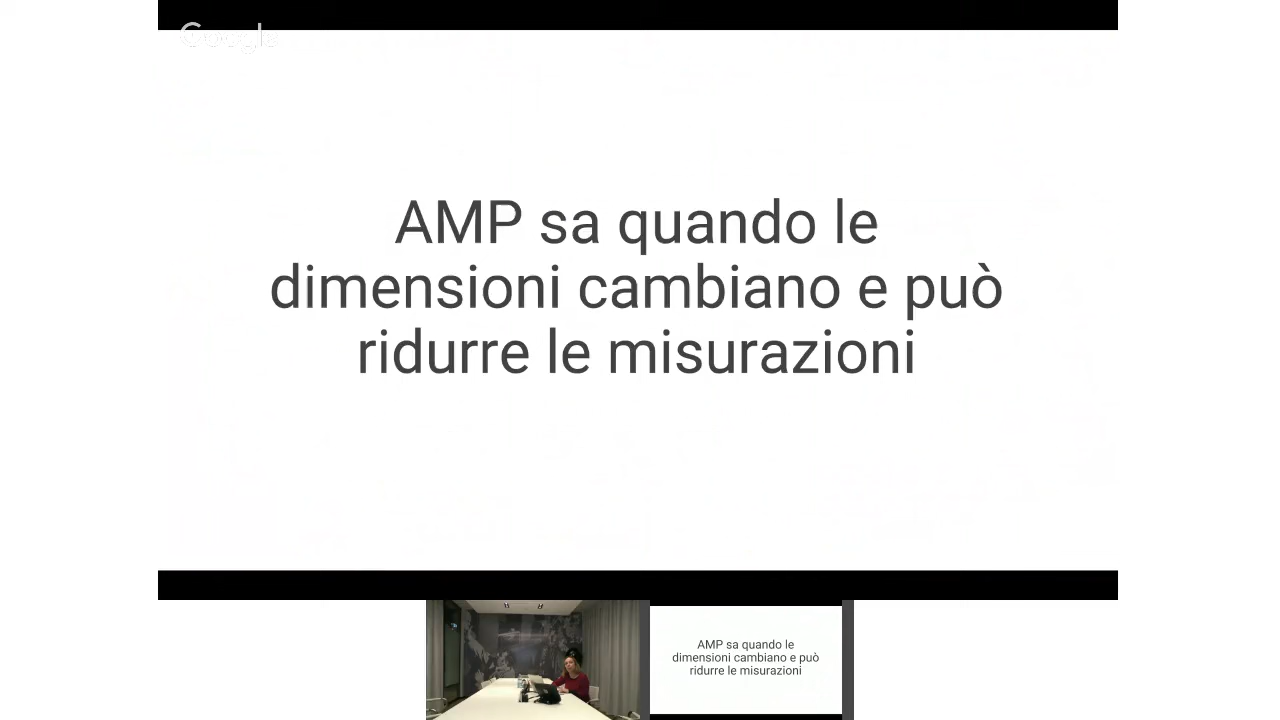 Google
AMP sa quando le
dimensioni cambiano e può
ridurre le misurazioni
AMP sa quando le
dimensioni cambiano e può
ridurre le misurazioni